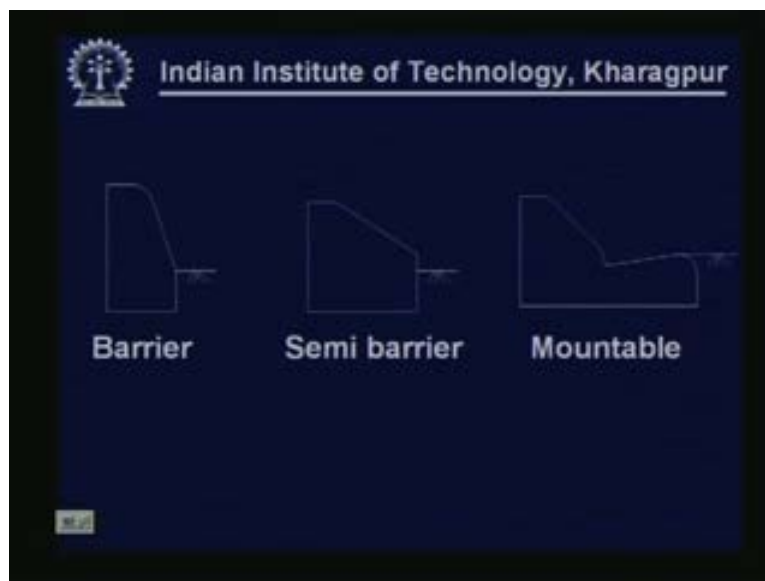 Indian Institute of Technology, Kharagpur
Barrier
Semi barrier
Mountable